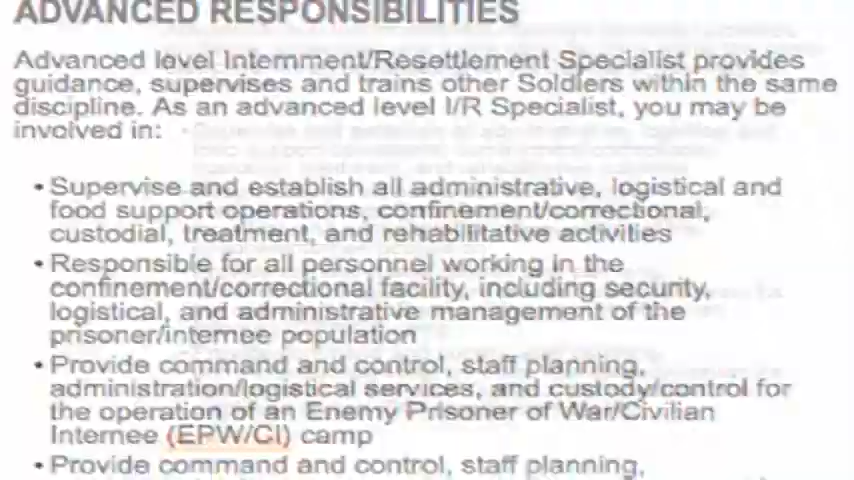 ADVANCED RESPONSIBILITIES
Advanced level Internment/Resettlement Specialist provides
guidance, supervises and trains other Soldiers within the same
discipline. As an advanced level I/R Specialist, you may be
involved in:
• Supervise and establish all administrative, logistical and
food support operations, confinement/correctional,
custodial, treatment, and rehabilitative activities
• Responsible for all personnel working in the
confinement/correctional facility, including security,
logistical, and administrative management of the
prisoner/internee population
• Provide command and control, staff planning,
administration/logistical services, and custody/control for
the operation of an Enemy Prisoner of War/Civilian
Internee (EPW/CI) camp
• Provide command and control, staff planning,